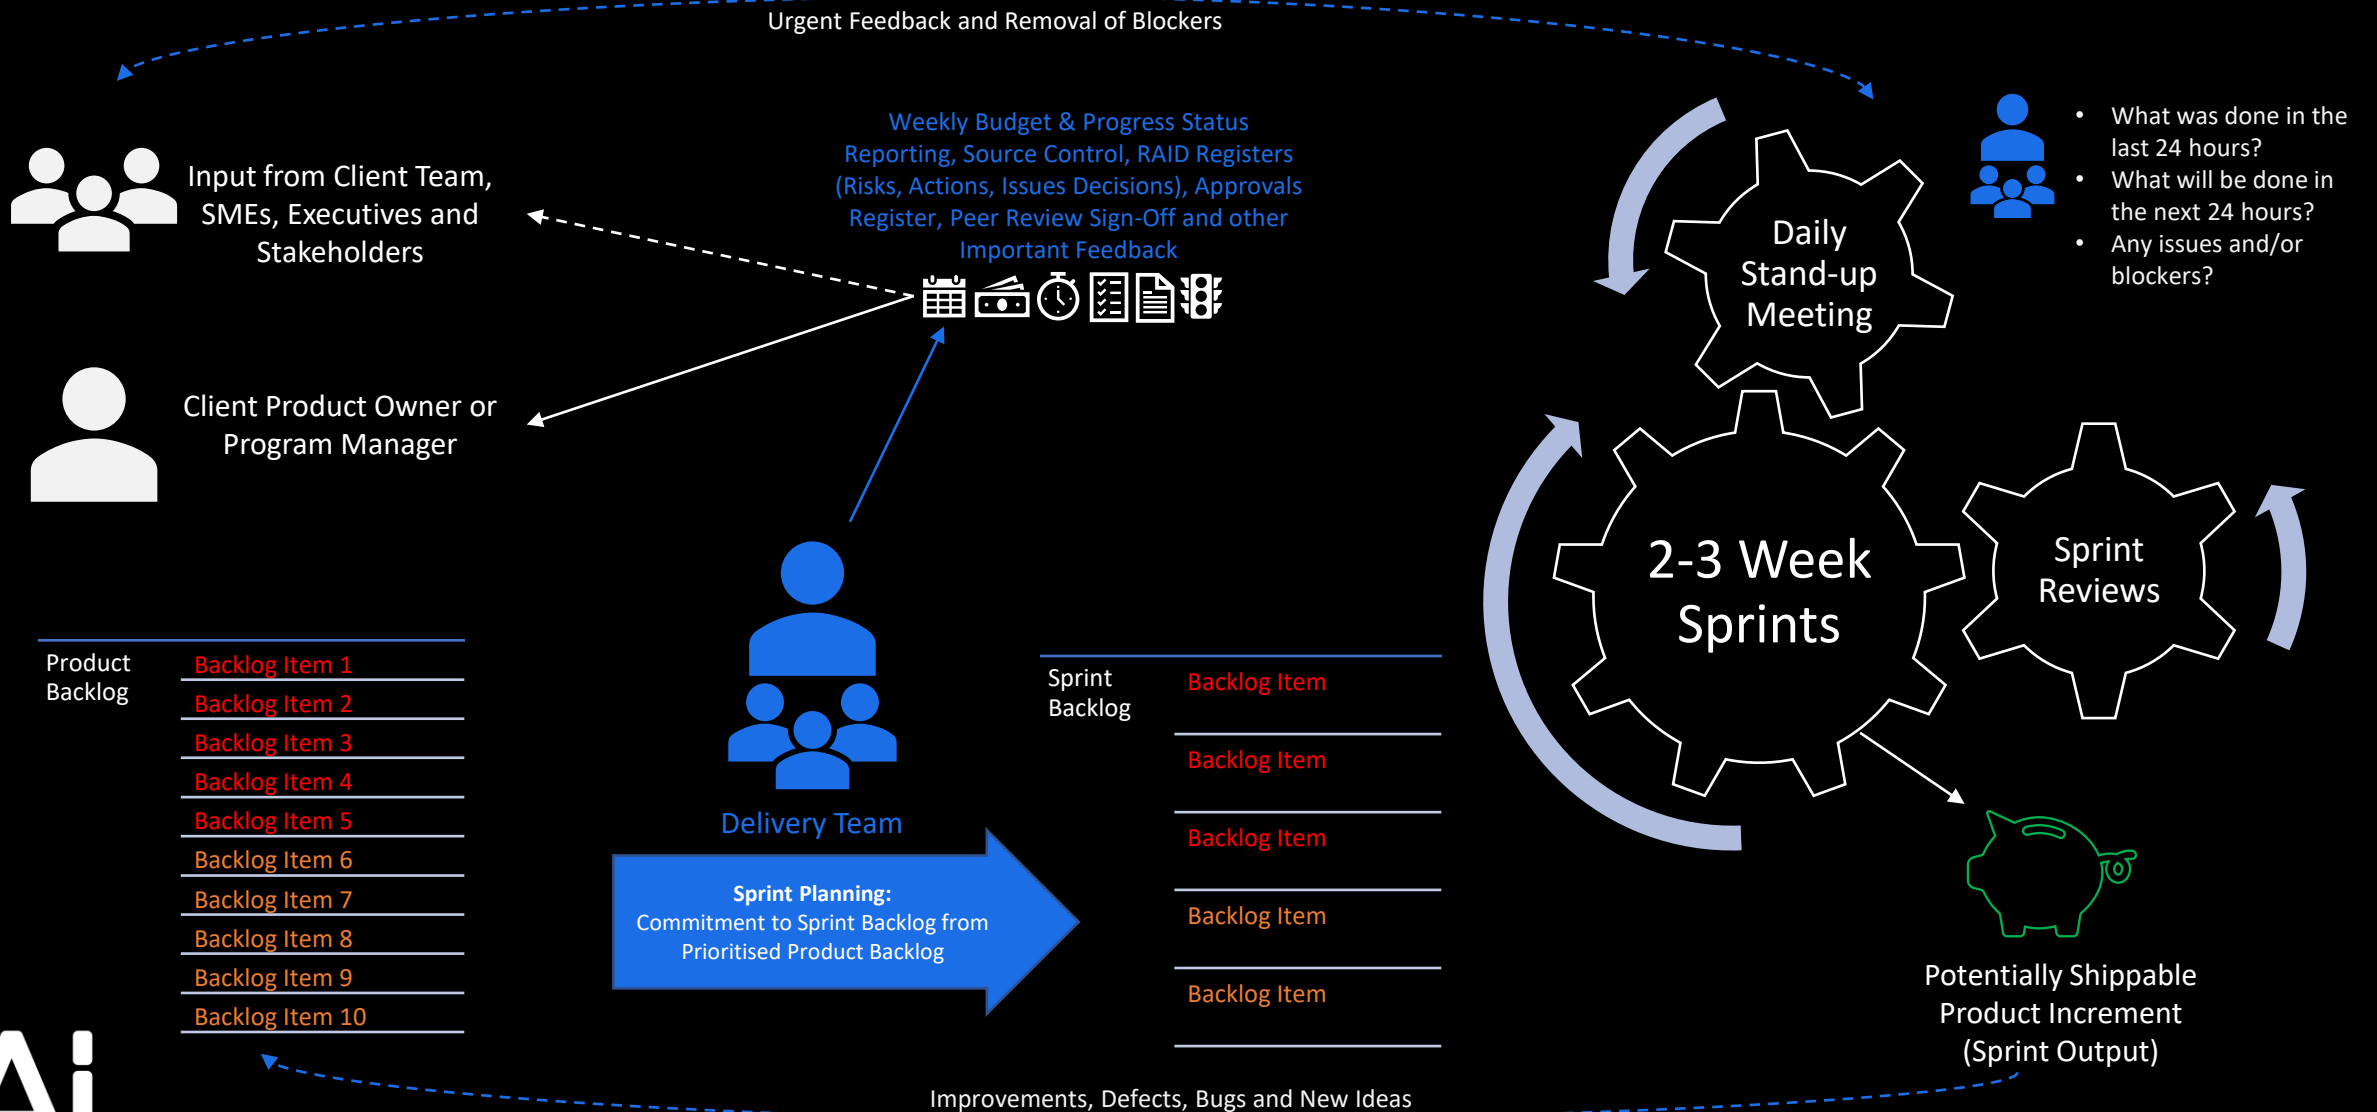 Urgent Feedback and Removal of Blockers
Weekly Budget & Progress Status
Reporting, Source Control, RAID Registers
(Risks, Actions, Issues Decisions), Approvals
Register, Peer Review Sign-Off and other
Important Feedback
Input from Client Team,
SMEs, Executives and
Stakeholders
Client Product Owner or
Program Manager
Daily
Stand-up
Meeting
• What was done in the
last 24 hours?
• What will be done in
the next 24 hours?
• Any issues and/or
blockers?
2-3 Week
Sprints
Sprint
Reviews
Product
Backlog
Backlog Item 1
Backlog Item 2
Backlog Item 3
Backlog Item 4
Backlog Item 5
Backlog Item 6
Backlog Item 7
Backlog Item 8
Backlog Item 9
Backlog Item 10
Delivery Team
Sprint Planning:
Commitment to Sprint Backlog from
Prioritised Product Backlog
Sprint
Backlog
Backlog Item
Backlog Item
Backlog Item
Backlog Item
Backlog Item
Potentially Shippable
Product Increment
(Sprint Output)
Improvements, Defects, Bugs and New Ideas
Ai